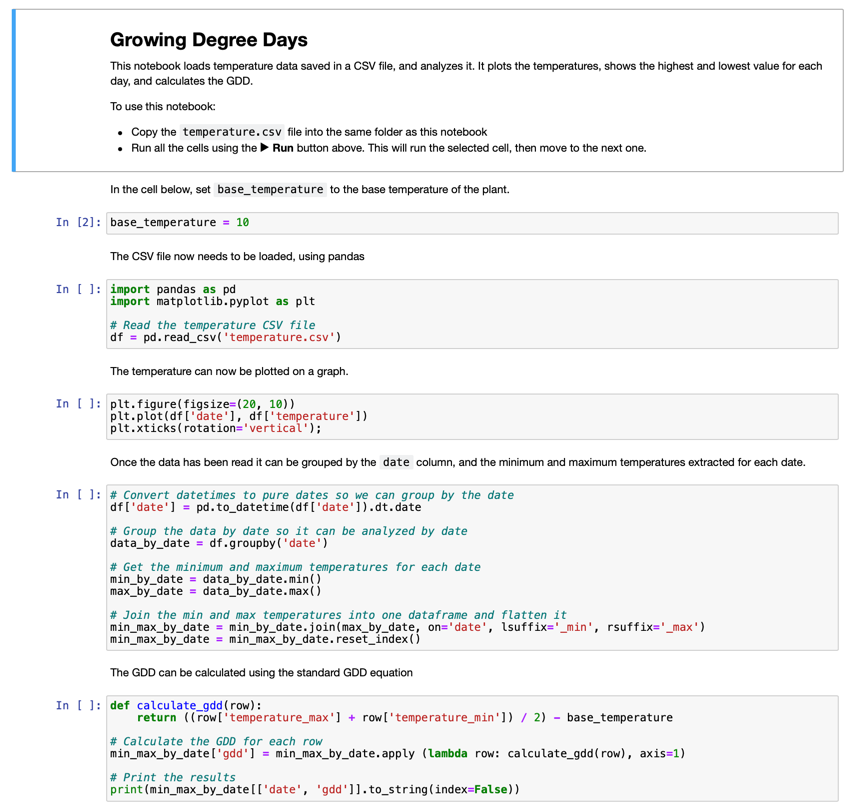 Growing Degree Days
This notebook loads temperature data saved in a CSV file, and analyzes it. It plots the temperatures, shows the highest and lowest value for each
day, and calculates the GDD.
To use this notebook:
• Copy the temperature.csv file into the same folder as this notebook
• Run all the cells using the ▶ Run button above. This will run the selected cell, then move to the next one.
In the cell below, set base_temperature to the base temperature of the plant.
In [2]: base_temperature = 10
The CSV file now needs to be loaded, using pandas
In [ ]: import pandas as pd
import matplotlib.pyplot as plt
# Read the temperature CSV file
df = pd.read_csv('temperature.csv')
The temperature can now be plotted on a graph.
In [ ]: plt.figure(figsize=(20, 10))
plt.plot(df['date'], df['temperature'])
plt.xticks(rotation='vertical');
Once the data has been read it can be grouped by the date column, and the minimum and maximum temperatures extracted for each date.
In [ ]: # Convert datetimes to pure dates so we can group by the date
df['date'] = pd.to_datetime(df['date']).dt.date
# Group the data by date so it can be analyzed by date
data_by_date = df.groupby('date')
# Get the minimum and maximum temperatures for each date
min_by_date = data_by_date.min()
max_by_date = data_by_date.max()
# Join the min and max temperatures into one dataframe and flatten it
min_max_by_date = min_by_date.join(max_by_date, on='date', lsuffix='_min', rsuffix='_max')
min_max_by_date = min_max_by_date.reset_index()
The GDD can be calculated using the standard GDD equation
In [ ]: def calculate_gdd(row):
    return ((row['temperature_max'] + row['temperature_min']) / 2) - base_temperature
# Calculate the GDD for each row
min_max_by_date['gdd'] = min_max_by_date.apply (lambda row: calculate_gdd(row), axis=1)
# Print the results
print(min_max_by_date[['date', 'gdd']].to_string(index=False))